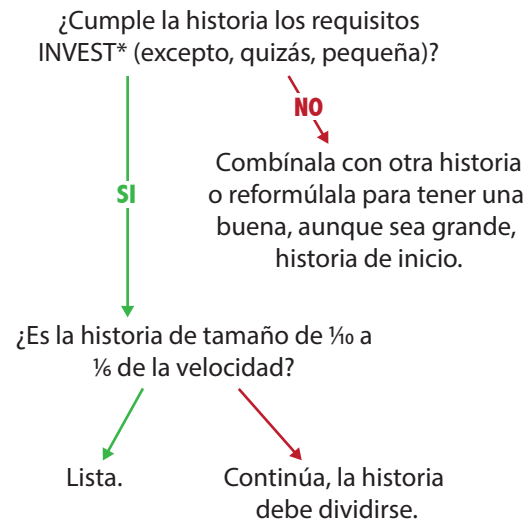 ¿Cumple la historia los requisitos
INVEST* (excepto, quizás, pequeña)?
NO
Combínala con otra historia
o reformúlala para tener una
buena, aunque sea grande,
historia de inicio.
SI
¿Es la historia de tamaño de ⅒ a
⅙ de la velocidad?
Lista.
Continúa, la historia
debe dividirse.